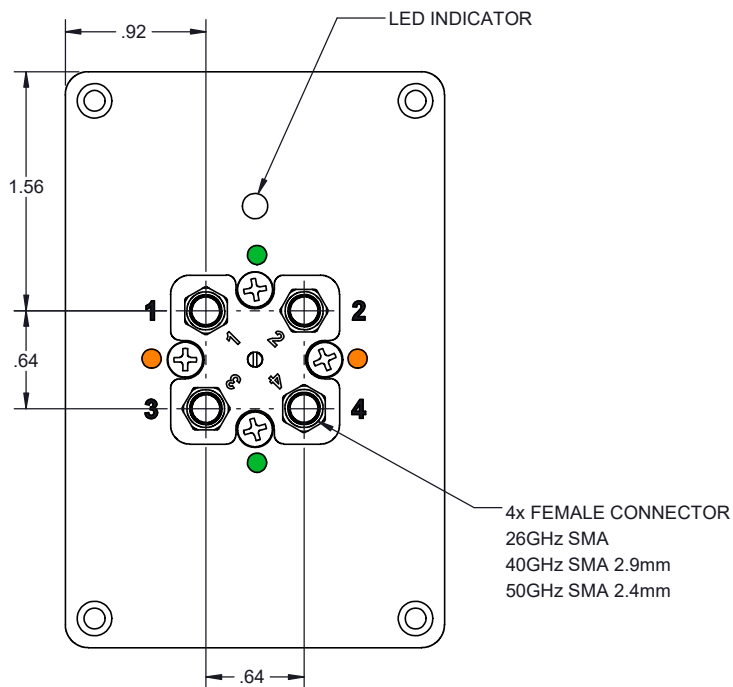 LED INDICATOR
.92
1.56
1
2
1
2
.64
3
4
3
4
4x FEMALE CONNECTOR
26GHz SMA
40GHz SMA 2.9mm
50GHz SMA 2.4mm
.64